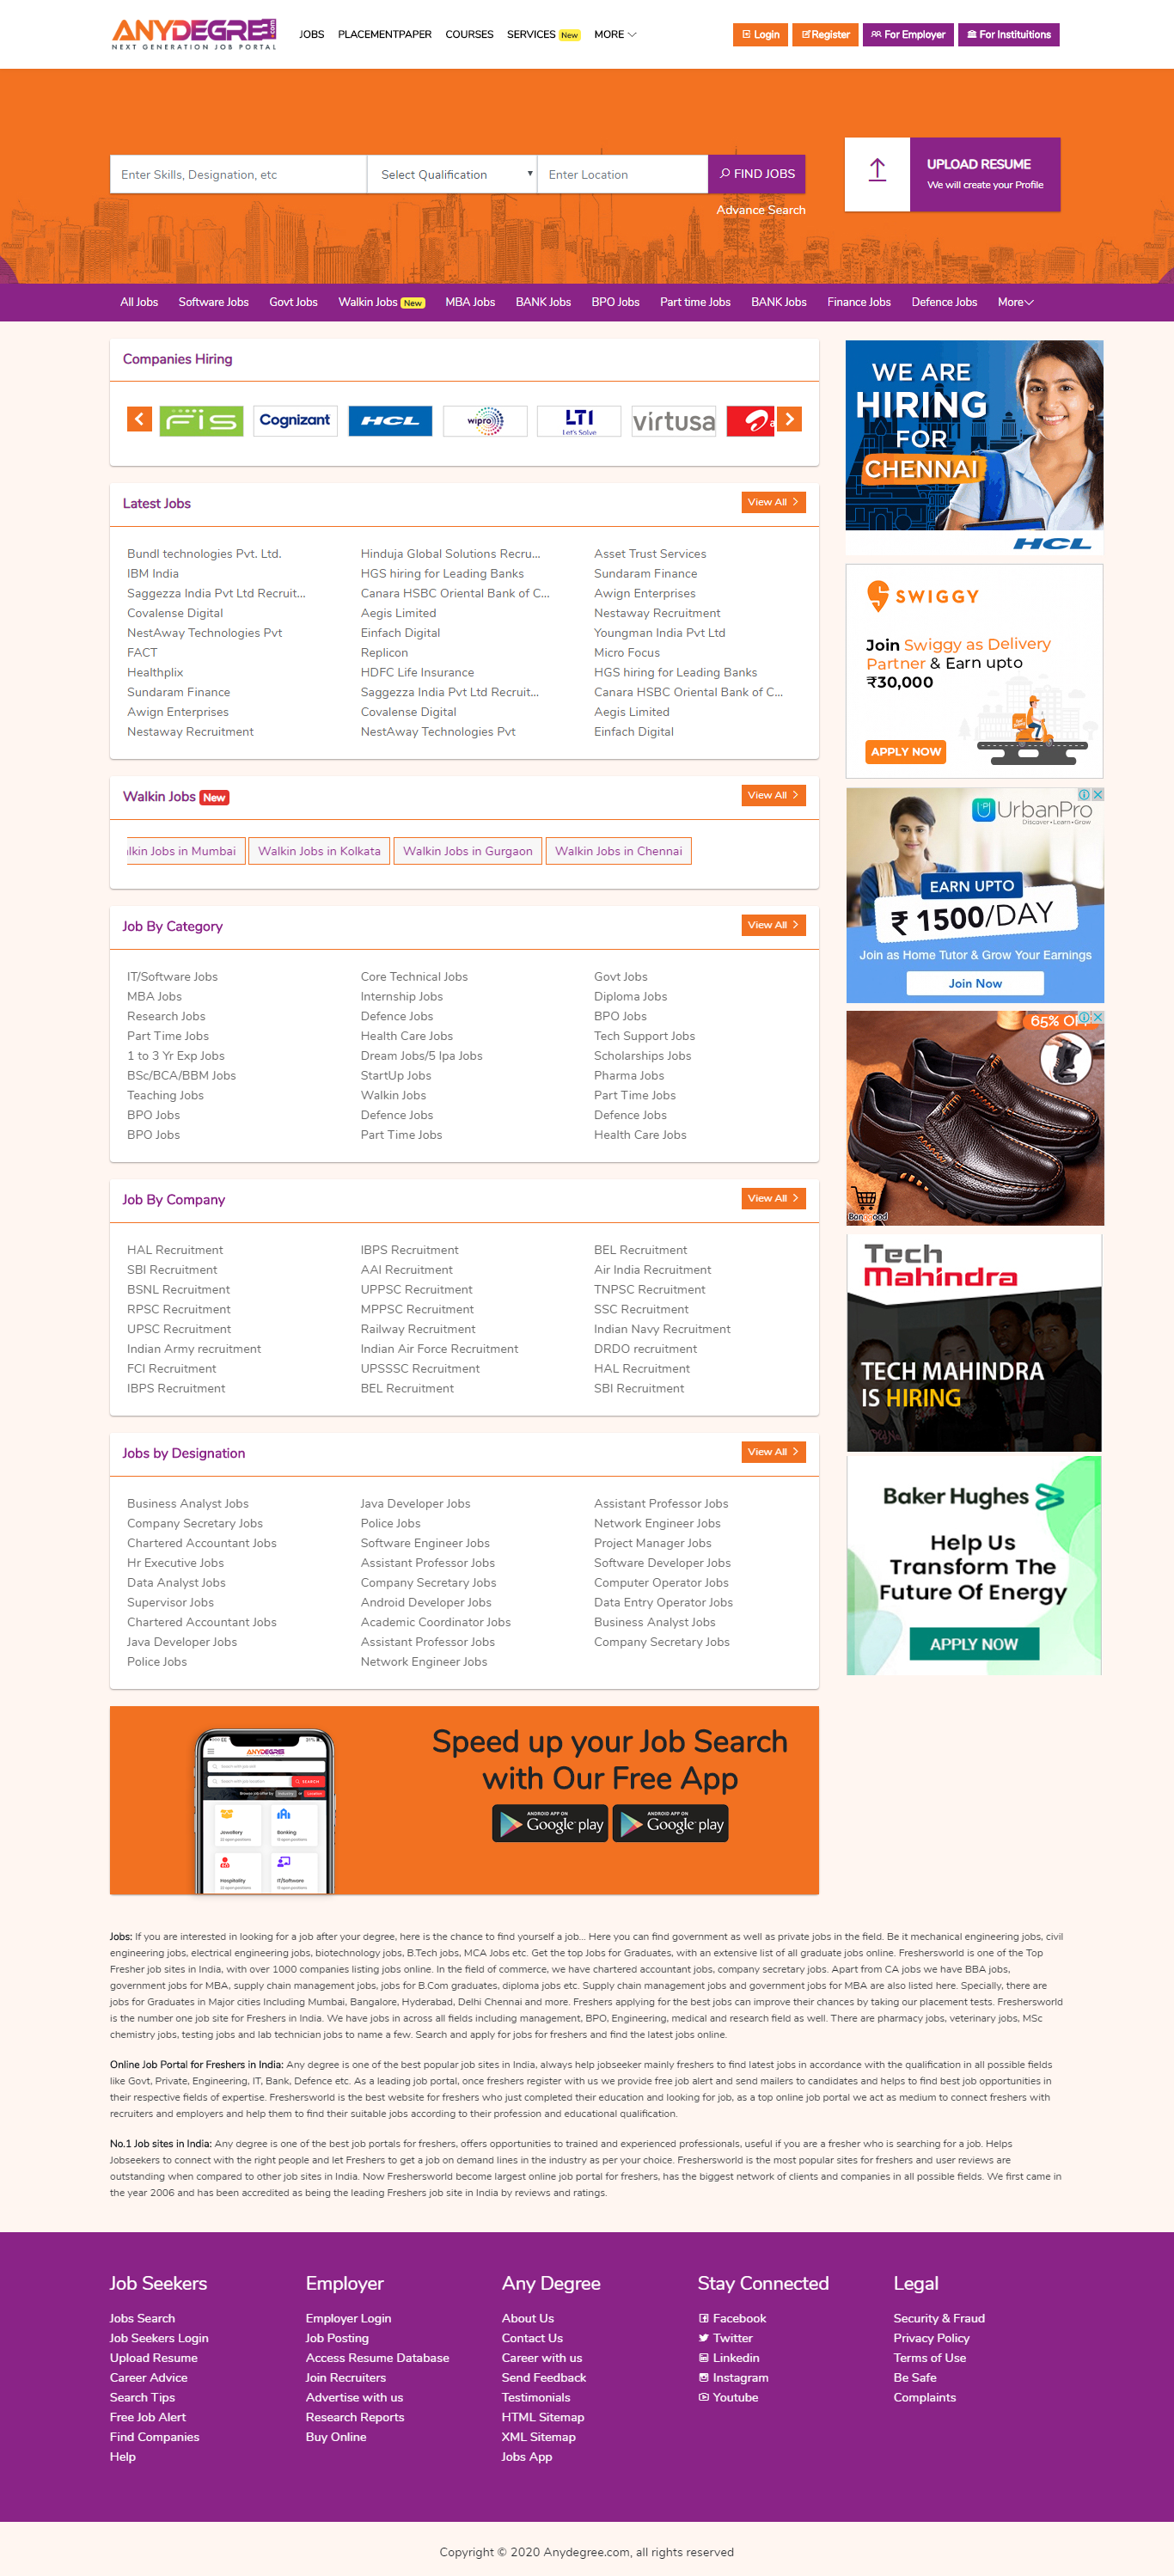 ANYDEGREE.com
NEXT GENERATION JOB PORTAL
JOBS PLACEMENTPAPER COURSES SERVICES New MORE
Login Register For Employer For Instituitions
Enter Skills, Designation, etc Select Qualification Enter Location FIND JOBS
Advance Search
UPLOAD RESUME
We will create your Profile
All Jobs Software Jobs Govt Jobs Walkin Jobs New MBA Jobs BANK Jobs BPO Jobs Part time Jobs BANK Jobs Finance Jobs Defence Jobs More
Companies Hiring
FIS Cognizant HCL wipro LTI Let's Solve virtusa a
Latest Jobs View All
Bundl technologies Pvt. Ltd. Hinduja Global Solutions Recru... Asset Trust Services
IBM India HGS hiring for Leading Banks Sundaram Finance
Saggezza India Pvt Ltd Recruit... Canara HSBC Oriental Bank of C... Awign Enterprises
Covalense Digital Aegis Limited Nestaway Recruitment
NestAway Technologies Pvt Einfach Digital Youngman India Pvt Ltd
FACT Replicon Micro Focus
Healthplix HDFC Life Insurance HGS hiring for Leading Banks
Sundaram Finance Saggezza India Pvt Ltd Recruit... Canara HSBC Oriental Bank of C...
Awign Enterprises Covalense Digital Aegis Limited
Nestaway Recruitment NestAway Technologies Pvt Einfach Digital
Walkin Jobs New View All
lkin Jobs in Mumbai Walkin Jobs in Kolkata Walkin Jobs in Gurgaon Walkin Jobs in Chennai
Job By Category View All
IT/Software Jobs Core Technical Jobs Govt Jobs
MBA Jobs Internship Jobs Diploma Jobs
Research Jobs Defence Jobs BPO Jobs
Part Time Jobs Health Care Jobs Tech Support Jobs
1 to 3 Yr Exp Jobs Dream Jobs/5 lpa Jobs Scholarships Jobs
BSc/BCA/BBM Jobs StartUp Jobs Pharma Jobs
Teaching Jobs Walkin Jobs Part Time Jobs
BPO Jobs Defence Jobs Defence Jobs
BPO Jobs Part Time Jobs Health Care Jobs
Job By Company View All
HAL Recruitment IBPS Recruitment BEL Recruitment
SBI Recruitment AAI Recruitment Air India Recruitment
BSNL Recruitment UPPSC Recruitment TNPSC Recruitment
RPSC Recruitment MPPSC Recruitment SSC Recruitment
UPSC Recruitment Railway Recruitment Indian Navy Recruitment
Indian Army recruitment Indian Air Force Recruitment DRDO recruitment
FCI Recruitment UPSSSC Recruitment HAL Recruitment
IBPS Recruitment BEL Recruitment SBI Recruitment
Jobs by Designation View All
Business Analyst Jobs Java Developer Jobs Assistant Professor Jobs
Company Secretary Jobs Police Jobs Network Engineer Jobs
Chartered Accountant Jobs Software Engineer Jobs Project Manager Jobs
Hr Executive Jobs Assistant Professor Jobs Software Developer Jobs
Data Analyst Jobs Company Secretary Jobs Computer Operator Jobs
Supervisor Jobs Android Developer Jobs Data Entry Operator Jobs
Chartered Accountant Jobs Academic Coordinator Jobs Business Analyst Jobs
Java Developer Jobs Assistant Professor Jobs Company Secretary Jobs
Police Jobs Network Engineer Jobs
WE ARE
HIRING
FOR
CHENNAI
HCL
SWIGGY
Join Swiggy as Delivery
Partner & Earn upto
₹30,000
APPLY NOW
UrbanPro
Discover • Learn • Grow
EARN UPTO
₹ 1500/DAY
Join as Home Tutor & Grow Your Earnings
Join Now
65% OFF
Banggood
Tech
Mahindra
TECH MAHINDRA
IS HIRING
Baker Hughes
Help Us
Transform The
Future Of Energy
APPLY NOW
ANYDEGREE
SEARCH
Jewellery Banking
Hospitality IT/Software
Speed up your Job Search
with Our Free App
ANDROID APP ON ANDROID APP ON
Google play Google play
Jobs: If you are interested in looking for a job after your degree, here is the chance to find yourself a job... Here you can find government as well as private jobs in the field. Be it mechanical engineering jobs, civil
engineering jobs, electrical engineering jobs, biotechnology jobs, B.Tech jobs, MCA Jobs etc. Get the top Jobs for Graduates, with an extensive list of all graduate jobs online. Freshersworld is one of the Top
Fresher job sites in India, with over 1000 companies listing jobs online. In the field of commerce, we have chartered accountant jobs, company secretary jobs. Apart from CA jobs we have BBA jobs,
government jobs for MBA, supply chain management jobs, jobs for B.Com graduates, diploma jobs etc. Supply chain management jobs and government jobs for MBA are also listed here. Specially, there are
jobs for Graduates in Major cities Including Mumbai, Bangalore, Hyderabad, Delhi Chennai and more. Freshers applying for the best jobs can improve their chances by taking our placement tests. Freshersworld
is the number one job site for Freshers in India. We have jobs in across all fields including management, BPO, Engineering, medical and research field as well. There are pharmacy jobs, veterinary jobs, MSc
chemistry jobs, testing jobs and lab technician jobs to name a few. Search and apply for jobs for freshers and find the latest jobs online.
Online Job Portal for Freshers in India: Any degree is one of the best popular job sites in India, always help jobseeker mainly freshers to find latest jobs in accordance with the qualification in all possible fields
like Govt, Private, Engineering, IT, Bank, Defence etc. As a leading job portal, once freshers register with us we provide free job alert and send mailers to candidates and helps to find best job opportunities in
their respective fields of expertise. Freshersworld is the best website for freshers who just completed their education and looking for job, as a top online job portal we act as medium to connect freshers with
recruiters and employers and help them to find their suitable jobs according to their profession and educational qualification.
No.1 Job sites in India: Any degree is one of the best job portals for freshers, offers opportunities to trained and experienced professionals, useful if you are a fresher who is searching for a job. Helps
Jobseekers to connect with the right people and let Freshers to get a job on demand lines in the industry as per your choice. Freshersworld is the most popular sites for freshers and user reviews are
outstanding when compared to other job sites in India. Now Freshersworld become largest online job portal for freshers, has the biggest network of clients and companies in all possible fields. We first came in
the year 2006 and has been accredited as being the leading Freshers job site in India by reviews and ratings.
Job Seekers Employer Any Degree Stay Connected Legal
Jobs Search Employer Login About Us Facebook Security & Fraud
Job Seekers Login Job Posting Contact Us Twitter Privacy Policy
Upload Resume Access Resume Database Career with us Linkedin Terms of Use
Career Advice Join Recruiters Send Feedback Instagram Be Safe
Search Tips Advertise with us Testimonials Youtube Complaints
Free Job Alert Research Reports HTML Sitemap
Find Companies Buy Online XML Sitemap
Help Jobs App
Copyright © 2020 Anydegree.com, all rights reserved